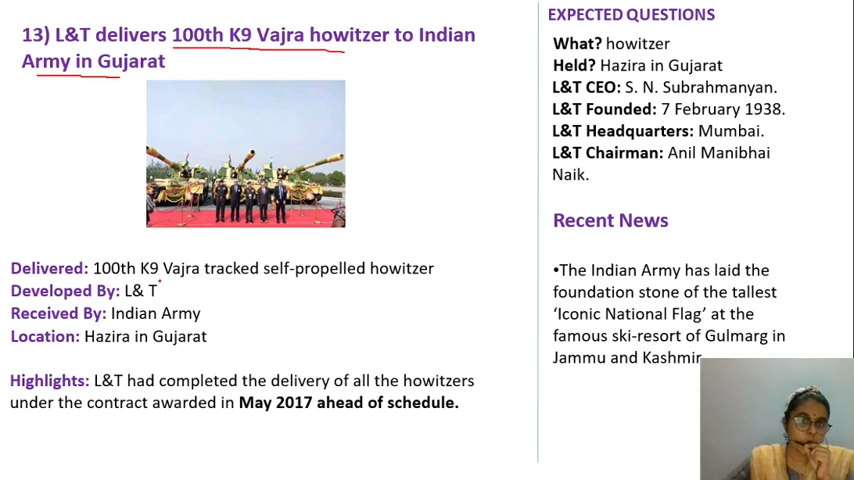 13) L&T delivers 100th K9 Vajra howitzer to Indian
Army in Gujarat
Delivered: 100th K9 Vajra tracked self-propelled howitzer
Developed By: L& T
Received By: Indian Army
Location: Hazira in Gujarat
Highlights: L&T had completed the delivery of all the howitzers
under the contract awarded in May 2017 ahead of schedule.
EXPECTED QUESTIONS
What? howitzer
Held? Hazira in Gujarat
L&T CEO: S. N. Subrahmanyan.
L&T Founded: 7 February 1938.
L&T Headquarters: Mumbai.
L&T Chairman: Anil Manibhai
Naik.
Recent News
•The Indian Army has laid the
foundation stone of the tallest
‘Iconic National Flag’ at the
famous ski-resort of Gulmarg in
Jammu and Kashmir